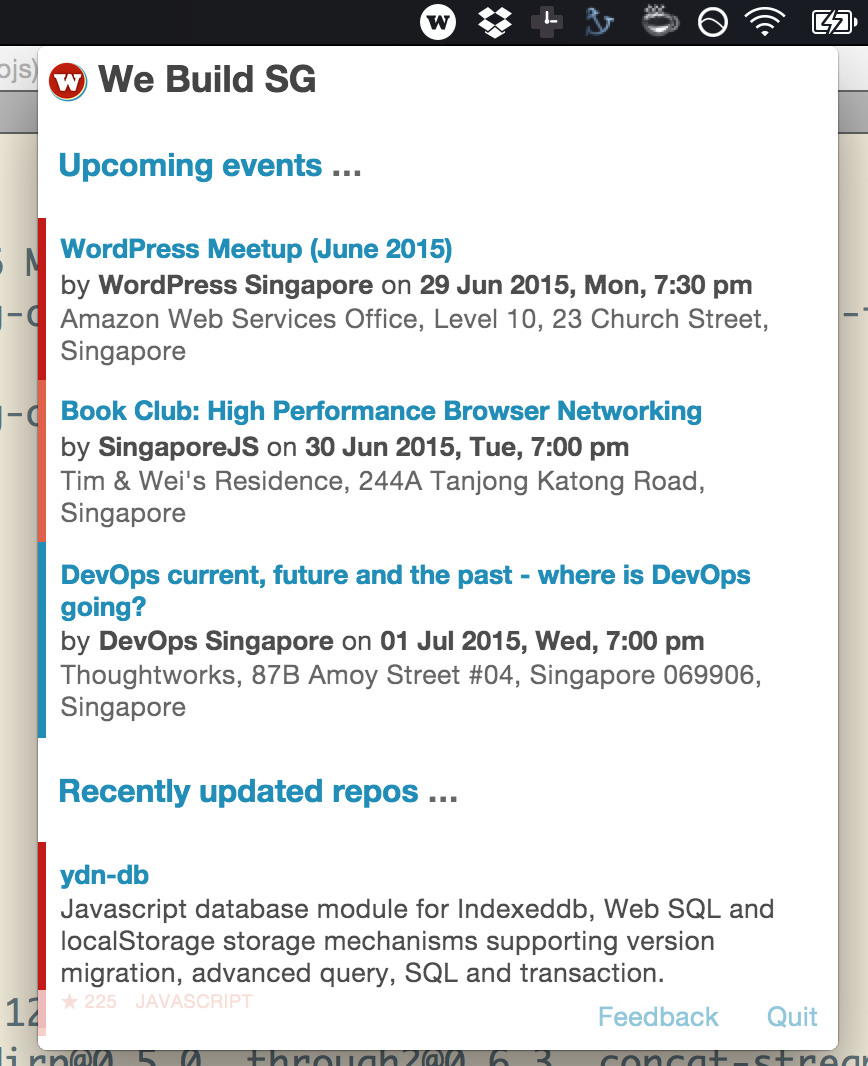 ojs)
We Build SG
Upcoming events ...
WordPress Meetup (June 2015)
by WordPress Singapore on 29 Jun 2015, Mon, 7:30 pm
Amazon Web Services Office, Level 10, 23 Church Street,
Singapore
Book Club: High Performance Browser Networking
by SingaporeJS on 30 Jun 2015, Tue, 7:00 pm
Tim & Wei's Residence, 244A Tanjong Katong Road,
Singapore
DevOps current, future and the past - where is DevOps
going?
by DevOps Singapore on 01 Jul 2015, Wed, 7:00 pm
Thoughtworks, 87B Amoy Street #04, Singapore 069906,
Singapore
Recently updated repos ...
ydn-db
Javascript database module for Indexeddb, Web SQL and
localStorage storage mechanisms supporting version
migration, advanced query, SQL and transaction.
★ 225 JAVASCRIPT
Feedback Quit
through2@0.6.3